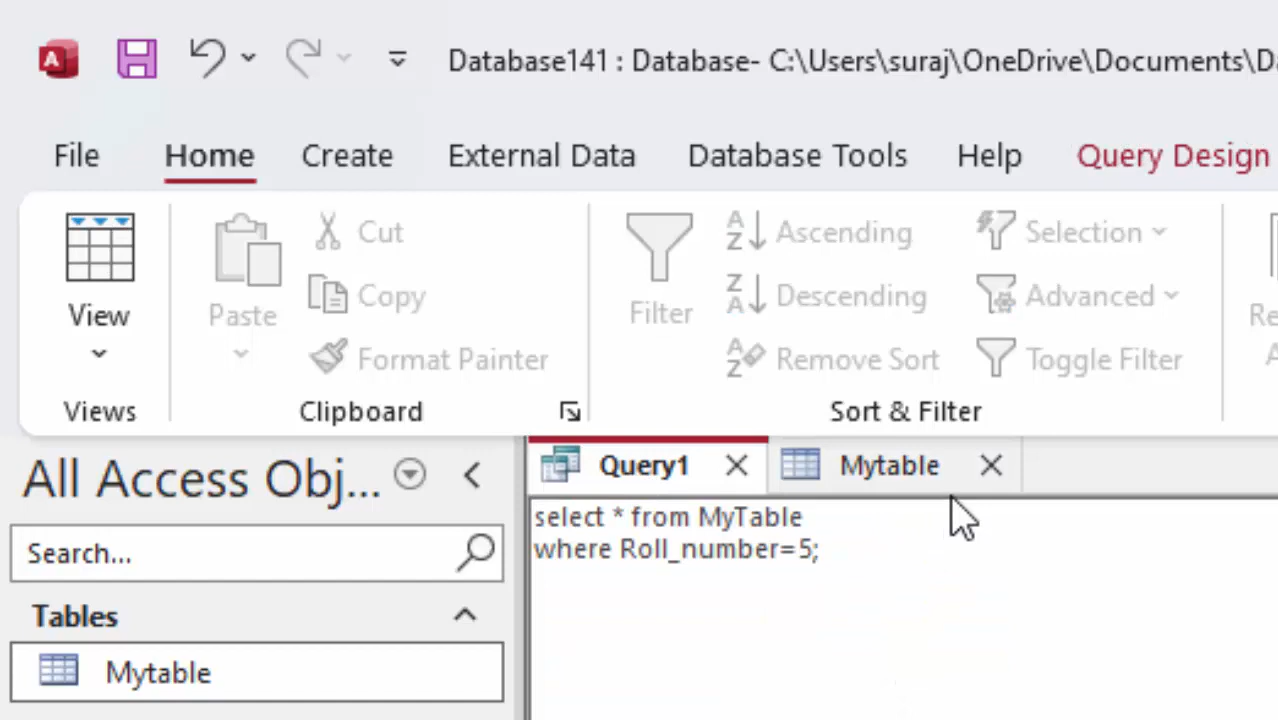 Database141 : Database- C:\Users\suraj\OneDrive\Documents\Da
File Home Create External Data Database Tools Help Query Design
View
Views
Paste
Cut
Copy
Format Painter
Clipboard
Filter
Ascending
Descending
Remove Sort
Selection
Advanced
Toggle Filter
Sort & Filter
Re
All Access Obj...
Search...
Tables
Mytable
Query1 Mytable
select * from MyTable
where Roll_number=5;